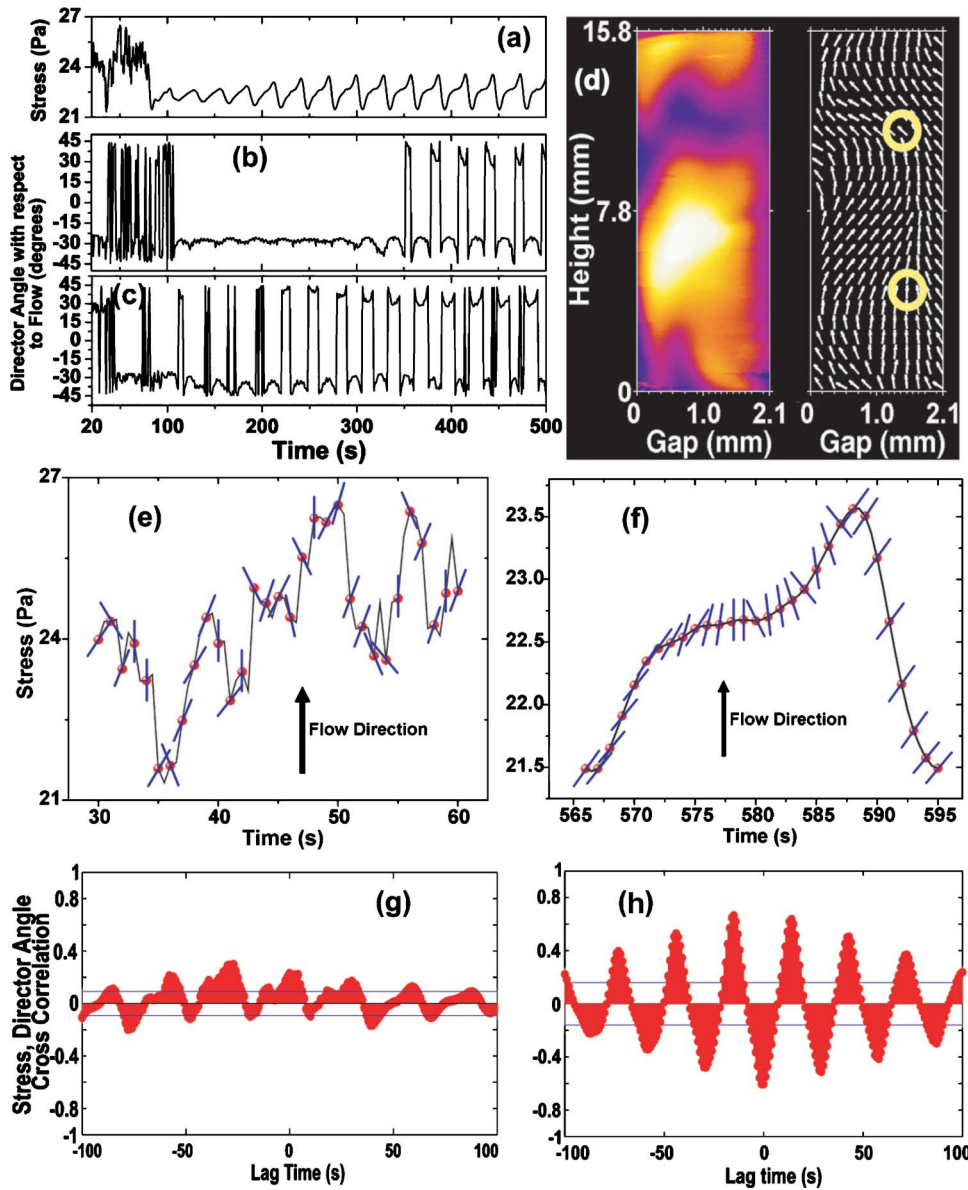 (a)
Stress (Pa)
27
24
21
(b)
45
30
15
0
-15
-30
-45
(c)
45
30
15
0
-15
-30
-45
Director Angle with respect
to Flow (degrees)
20 100 200 300 400 500
Time (s)
(d)
15.8
7.8
0
Height (mm)
0 1.0 2.1
Gap (mm)
0 1.0 2.1
Gap (mm)
(e)
27
24
21
Stress (Pa)
Flow Direction
30 40 50 60
Time (s)
(f)
23.5
23.0
22.5
22.0
21.5
Flow Direction
565 570 575 580 585 590 595
Time (s)
(g)
1
0.8
0.4
0
-0.4
-0.8
-1
Stress, Director Angle
Cross Correlation
-100 -50 0 50 100
Lag Time (s)
(h)
1
0.8
0.4
0
-0.4
-0.8
-1
-100 -50 0 50 100
Lag time (s)